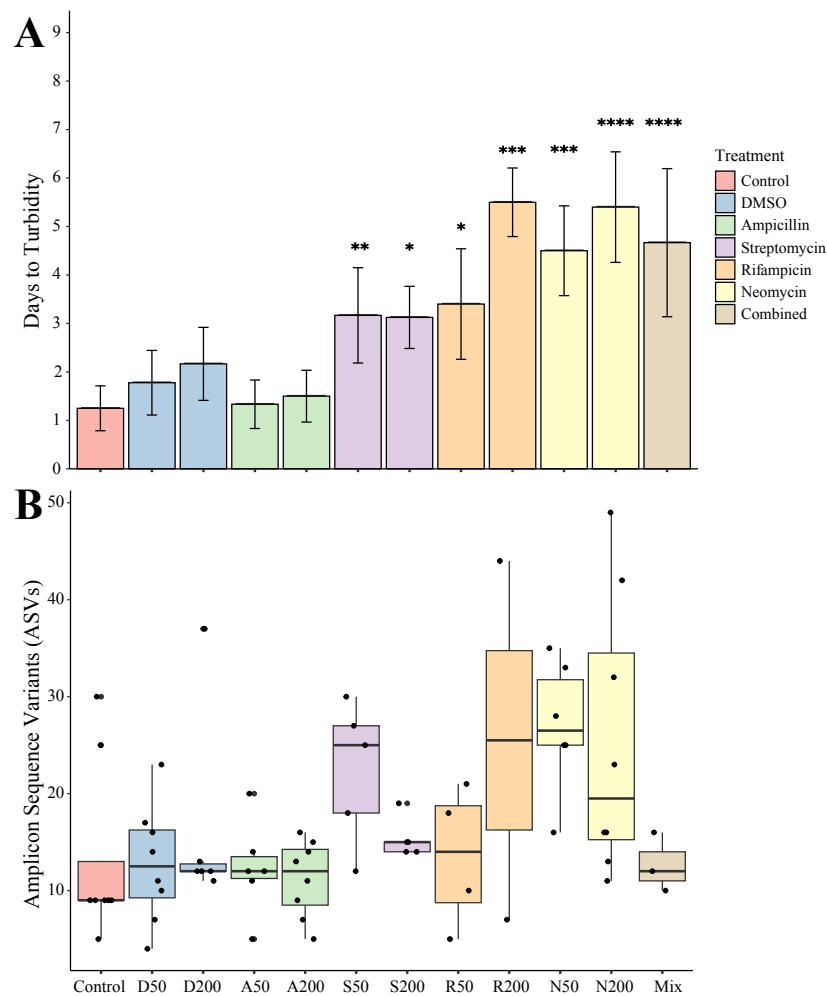 A
Days to Turbidity
9
8
7
6
5
4
3
2
1
0
** * * *** *** **** ****
Treatment
Control
DMSO
Ampicillin
Streptomycin
Rifampicin
Neomycin
Combined
B
Amplicon Sequence Variants (ASVs)
50
40
30
20
10
Control D50 D200 A50 A200 S50 S200 R50 R200 N50 N200 Mix